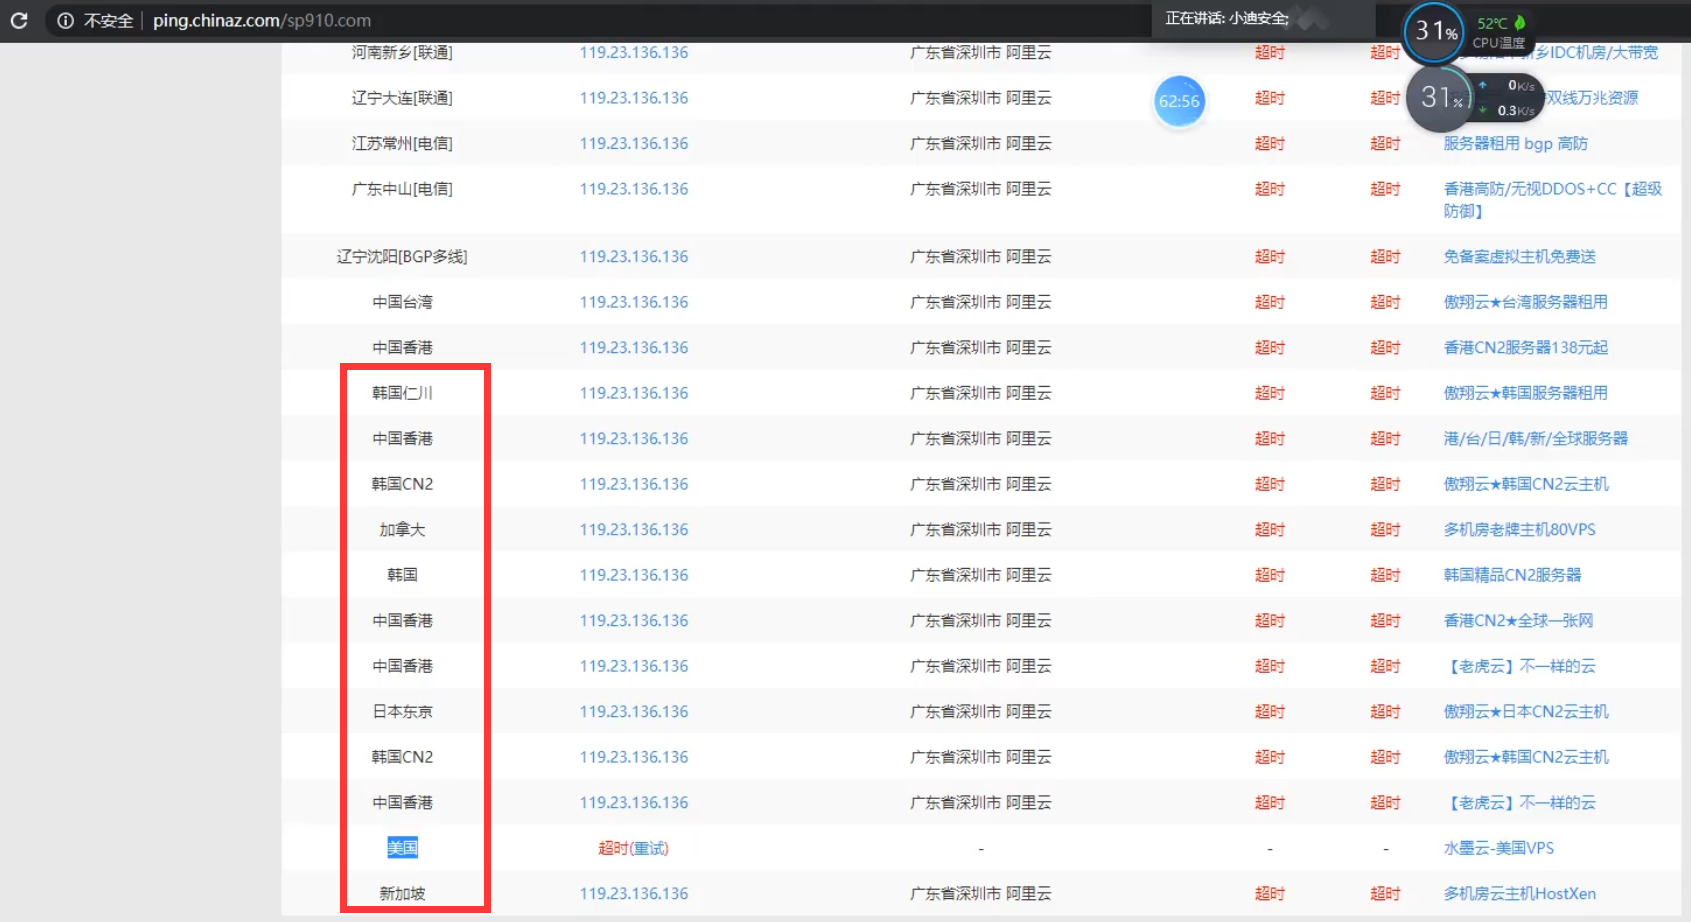 不安全 ping.chinaz.com/sp910.com 正在讲话: 小迪安全;
31% 52℃ CPU温度
河南新乡[联通] 119.23.136.136 广东省深圳市 阿里云 超时 超时 乡IDC机房/大带宽
62:56 31% 0K/s 0.3K/s
辽宁大连[联通] 119.23.136.136 广东省深圳市 阿里云 超时 超时 双线万兆资源
江苏常州[电信] 119.23.136.136 广东省深圳市 阿里云 超时 超时 服务器租用 bgp 高防
广东中山[电信] 119.23.136.136 广东省深圳市 阿里云 超时 超时 香港高防/无视DDOS+CC【超级
防御】
辽宁沈阳[BGP多线] 119.23.136.136 广东省深圳市 阿里云 超时 超时 免备案虚拟主机免费送
中国台湾 119.23.136.136 广东省深圳市 阿里云 超时 超时 傲翔云★台湾服务器租用
中国香港 119.23.136.136 广东省深圳市 阿里云 超时 超时 香港CN2服务器138元起
韩国仁川 119.23.136.136 广东省深圳市 阿里云 超时 超时 傲翔云★韩国服务器租用
中国香港 119.23.136.136 广东省深圳市 阿里云 超时 超时 港/台/日/韩/新/全球服务器
韩国CN2 119.23.136.136 广东省深圳市 阿里云 超时 超时 傲翔云★韩国CN2云主机
加拿大 119.23.136.136 广东省深圳市 阿里云 超时 超时 多机房老牌主机80VPS
韩国 119.23.136.136 广东省深圳市 阿里云 超时 超时 韩国精品CN2服务器
中国香港 119.23.136.136 广东省深圳市 阿里云 超时 超时 香港CN2★全球一张网
中国香港 119.23.136.136 广东省深圳市 阿里云 超时 超时 【老虎云】不一样的云
日本东京 119.23.136.136 广东省深圳市 阿里云 超时 超时 傲翔云★日本CN2云主机
韩国CN2 119.23.136.136 广东省深圳市 阿里云 超时 超时 傲翔云★韩国CN2云主机
中国香港 119.23.136.136 广东省深圳市 阿里云 超时 超时 【老虎云】不一样的云
美国 超时(重试) - - - 水墨云-美国VPS
新加坡 119.23.136.136 广东省深圳市 阿里云 超时 超时 多机房云主机HostXen